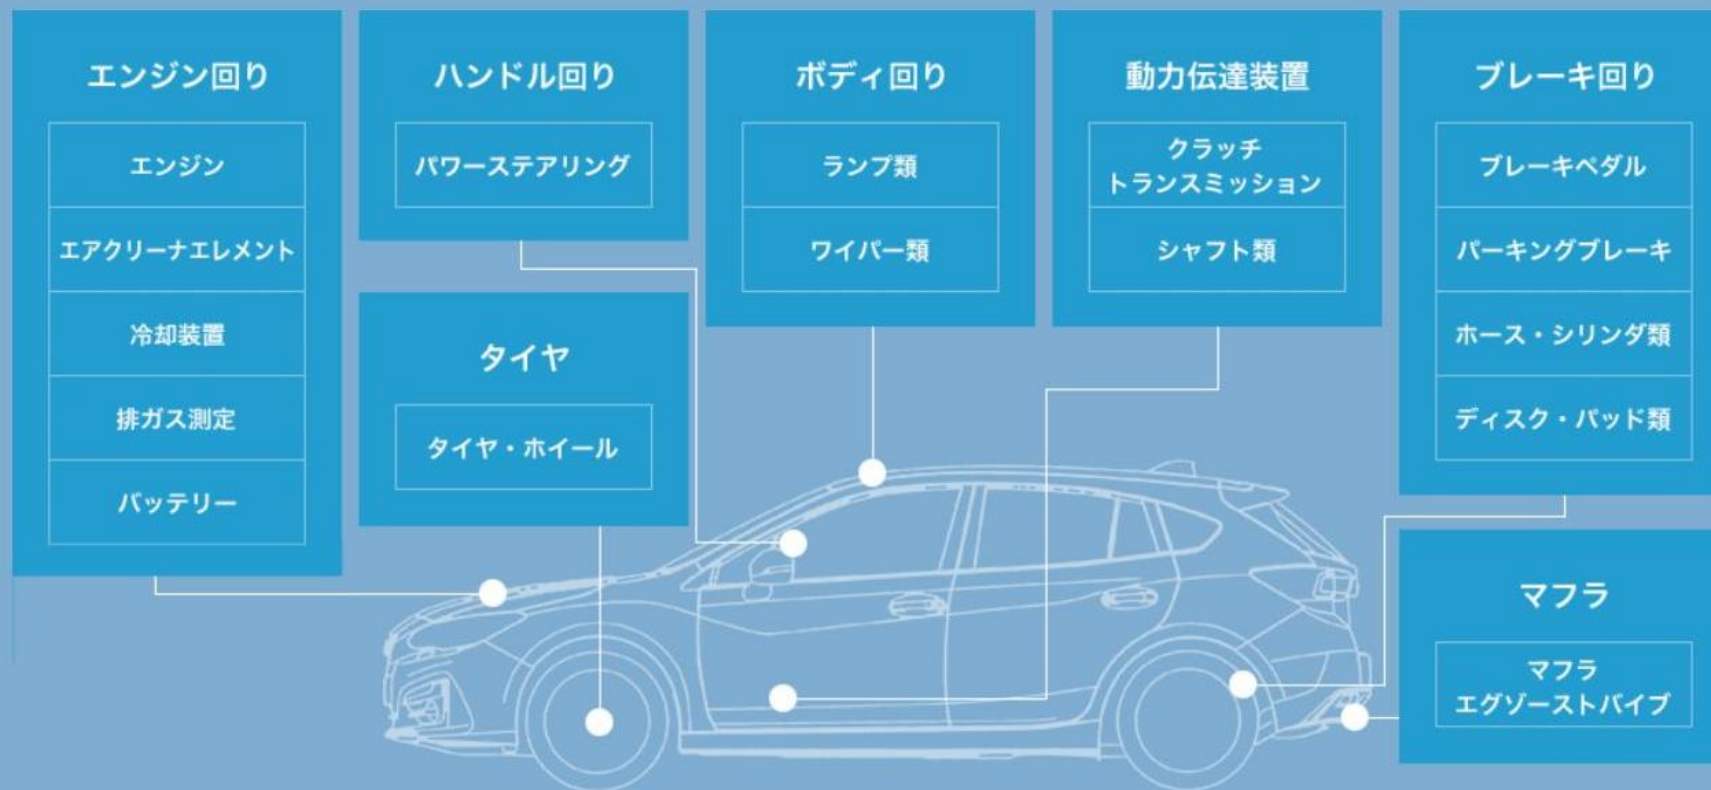 エンジン回り
エンジン
エアクリーナエレメント
冷却装置
排ガス測定
バッテリー
ハンドル回り
パワーステアリング
タイヤ
タイヤ・ホイール
ボディ回り
ランプ類
ワイパー類
動力伝達装置
クラッチ
トランスミッション
シャフト類
ブレーキ回り
ブレーキペダル
パーキングブレーキ
ホース・シリンダ類
ディスク・パッド類
マフラ
マフラ
エグゾーストパイプ